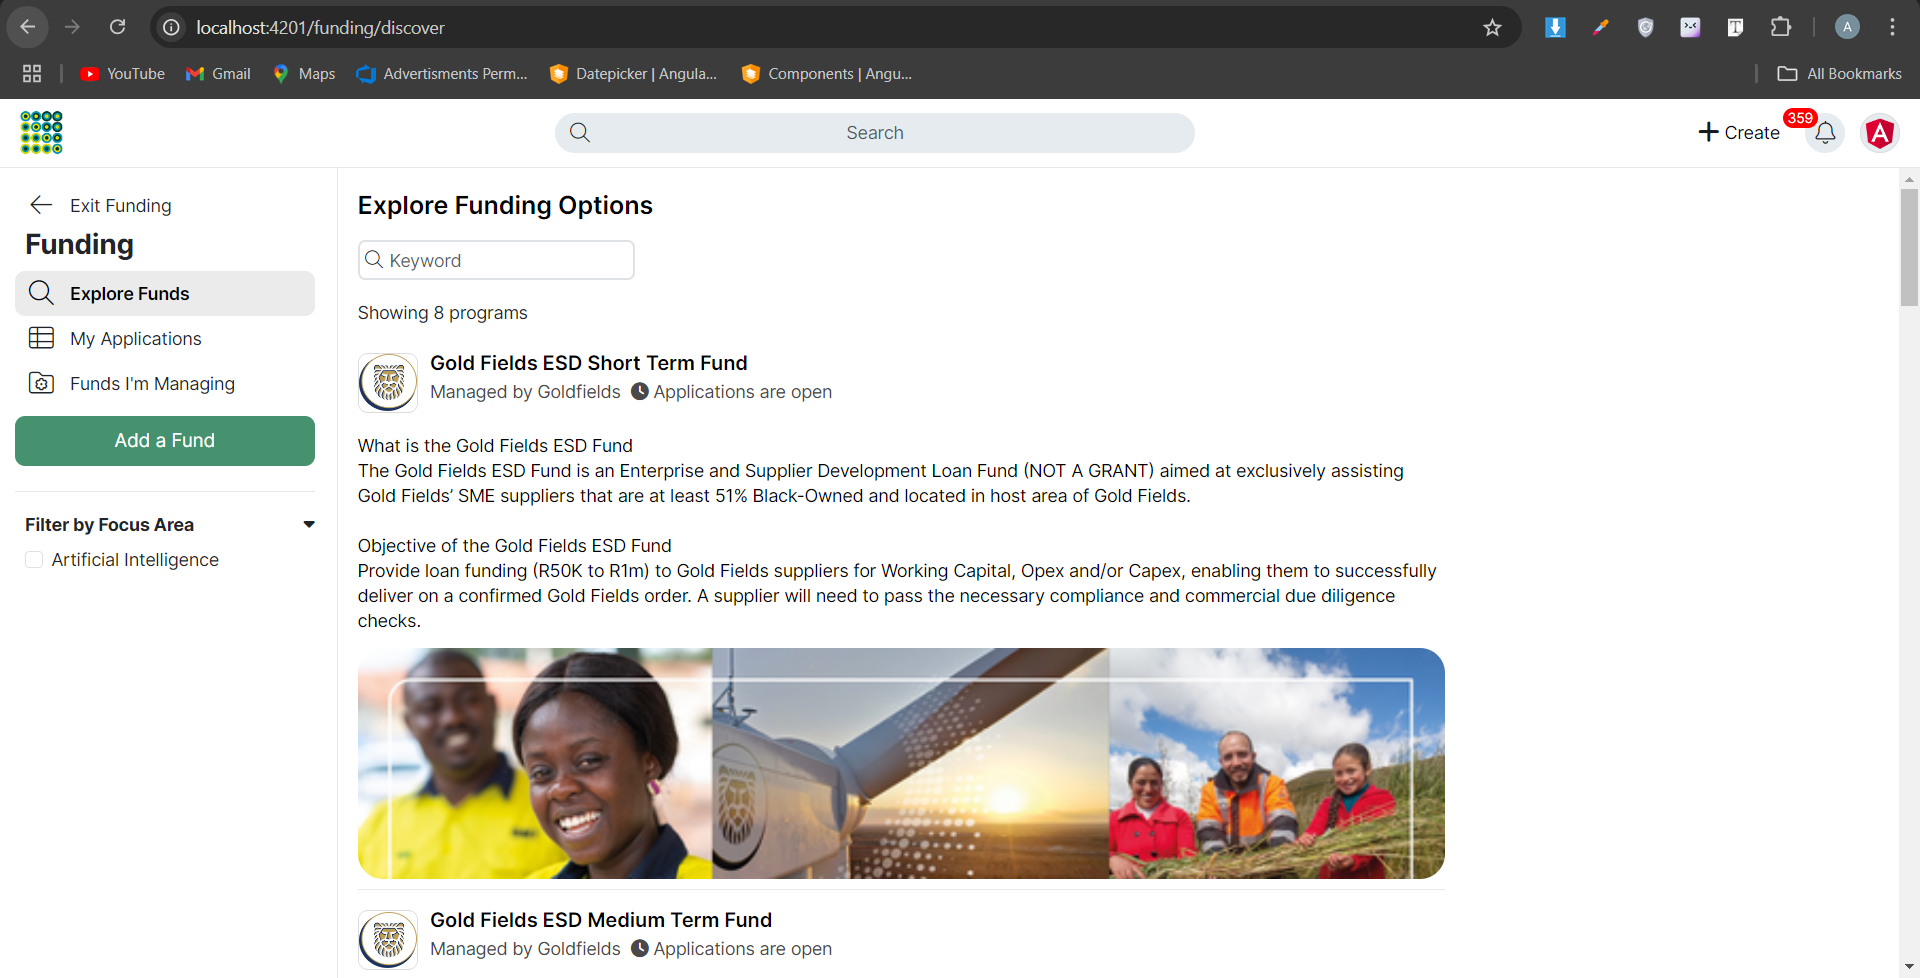 localhost:4201/funding/discover
A
YouTube
Gmail
Maps
Advertisments Perm...
Datepicker | Angula...
Components | Angu...
All Bookmarks
Search
Create
359
Exit Funding
Funding
Explore Funds
My Applications
Funds I'm Managing
Add a Fund
Filter by Focus Area
Artificial Intelligence
Explore Funding Options
Keyword
Showing 8 programs
Gold Fields ESD Short Term Fund
Managed by Goldfields Applications are open
What is the Gold Fields ESD Fund
The Gold Fields ESD Fund is an Enterprise and Supplier Development Loan Fund (NOT A GRANT) aimed at exclusively assisting
Gold Fields’ SME suppliers that are at least 51% Black-Owned and located in host area of Gold Fields.
Objective of the Gold Fields ESD Fund
Provide loan funding (R50K to R1m) to Gold Fields suppliers for Working Capital, Opex and/or Capex, enabling them to successfully
deliver on a confirmed Gold Fields order. A supplier will need to pass the necessary compliance and commercial due diligence
checks.
Gold Fields ESD Medium Term Fund
Managed by Goldfields Applications are open